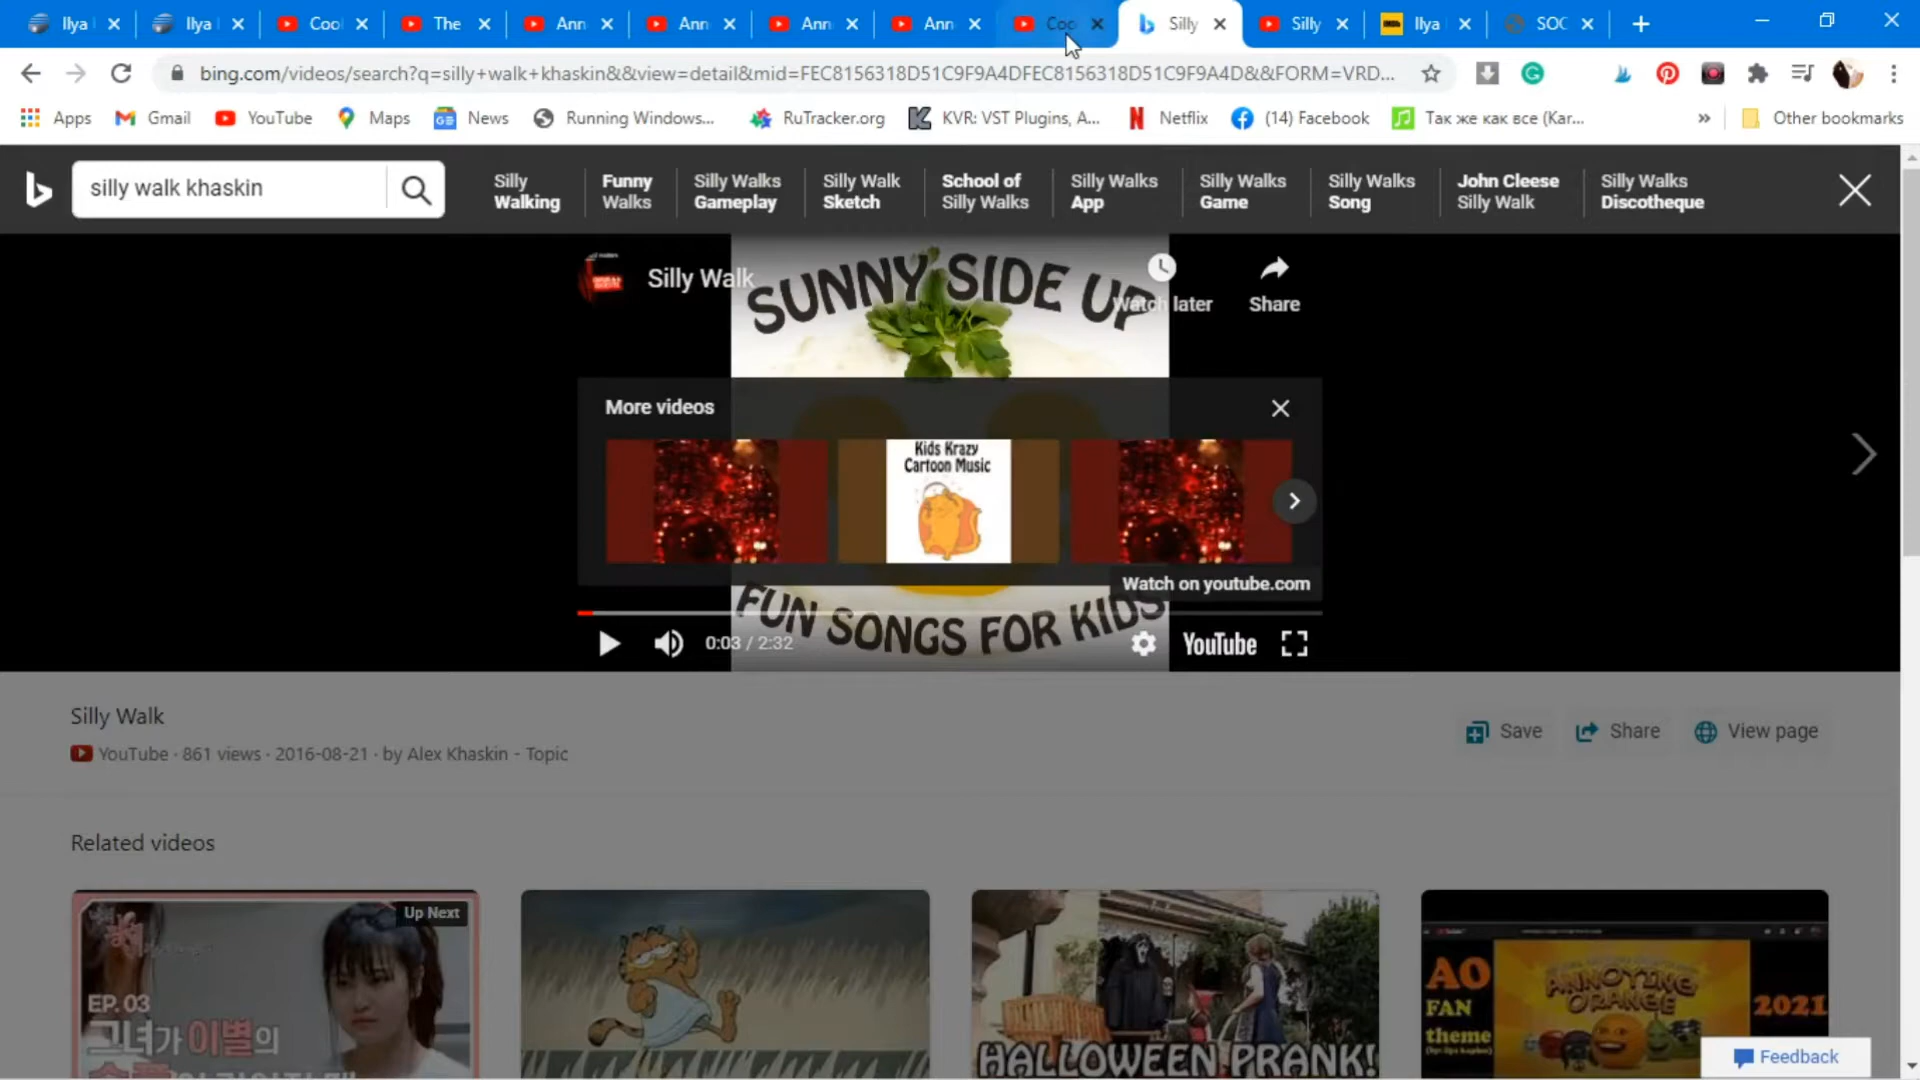 Ilya
Ilya
Cool
The
Ann
Ann
Ann
Ann
Coo
Silly
Silly
Ilya
SOC
bing.com/videos/search?q=silly+walk+khaskin&&view=detail&mid=FEC8156318D51C9F9A4DFEC8156318D51C9F9A4D&&FORM=VRD...
Apps
Gmail
YouTube
Maps
News
Running Windows...
RuTracker.org
KVR: VST Plugins, A...
Netflix
(14) Facebook
Так же как все (Kar...
»
Other bookmarks
silly walk khaskin
Silly Walking
Funny Walks
Silly Walks Gameplay
Silly Walk Sketch
School of Silly Walks
Silly Walks App
Silly Walks Game
Silly Walks Song
John Cleese Silly Walk
Silly Walks Discotheque
Silly Walk
SUNNY SIDE UP
Watch later
Share
More videos
Kids Krazy
Cartoon Music
Watch on youtube.com
FUN SONGS FOR KIDS
0:03 / 2:32
YouTube
Silly Walk
YouTube · 861 views · 2016-08-21 · by Alex Khaskin - Topic
Save
Share
View page
Related videos
Up Next
EP. 03
그녀가 이별의
HALLOWEEN PRANK!
AO
FAN
theme
ANNOYING
ORANGE
2021
Feedback